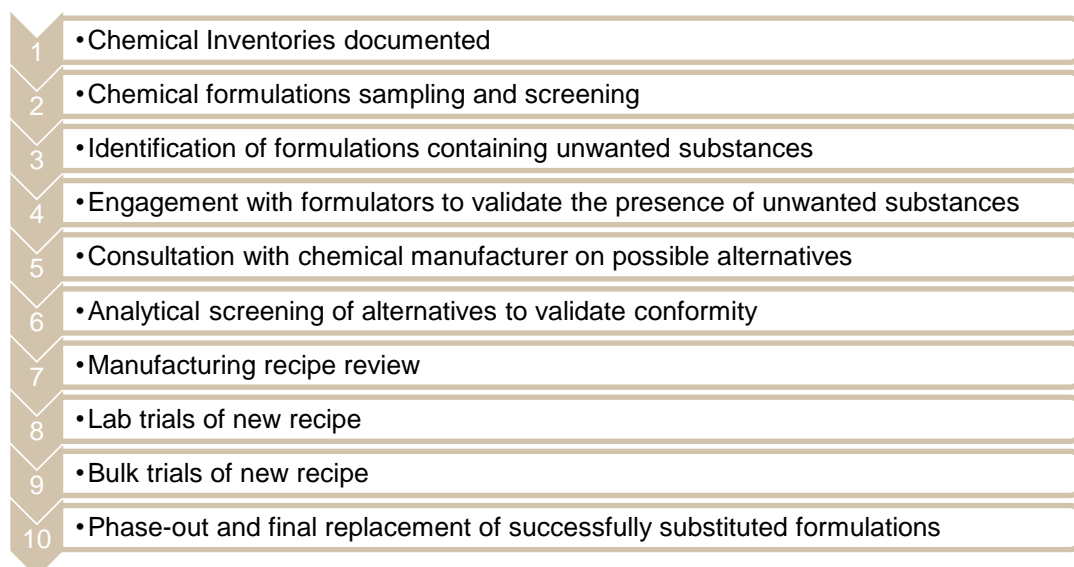 1 •Chemical Inventories documented
2 •Chemical formulations sampling and screening
3 •Identification of formulations containing unwanted substances
4 •Engagement with formulators to validate the presence of unwanted substances
5 •Consultation with chemical manufacturer on possible alternatives
6 •Analytical screening of alternatives to validate conformity
7 •Manufacturing recipe review
8 •Lab trials of new recipe
9 •Bulk trials of new recipe
10 •Phase-out and final replacement of successfully substituted formulations